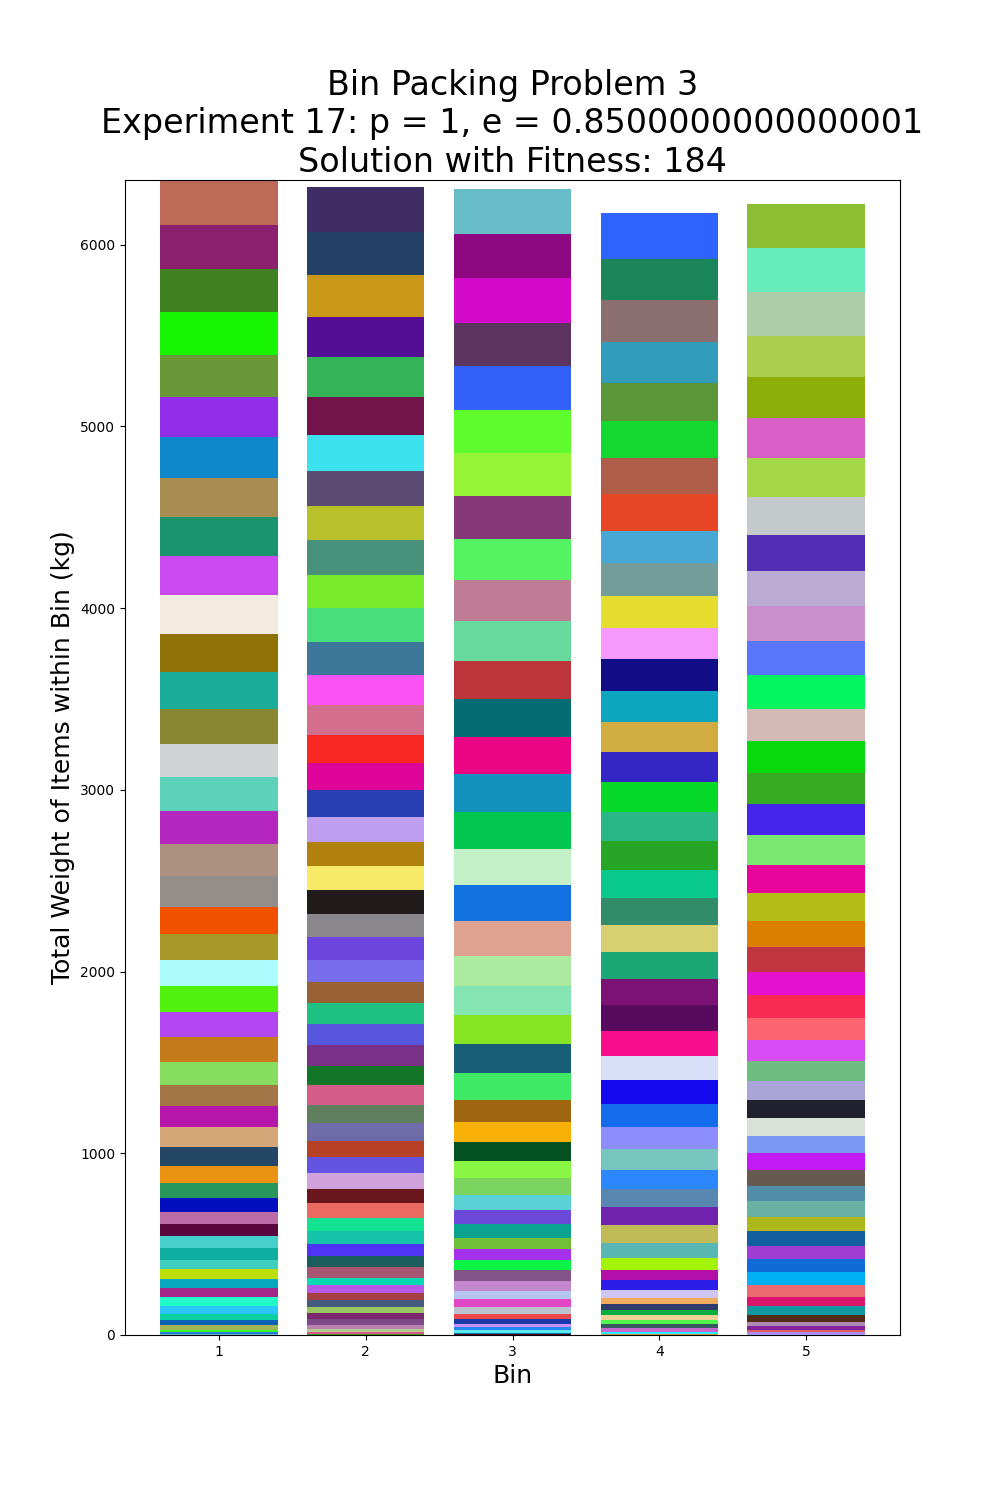 Bin Packing Problem 3
Experiment 17: p = 1, e = 0.8500000000000001
Solution with Fitness: 184
Total Weight of Items within Bin (kg)
6000
5000
4000
3000
2000
1000
0
1 2 3 4 5
Bin